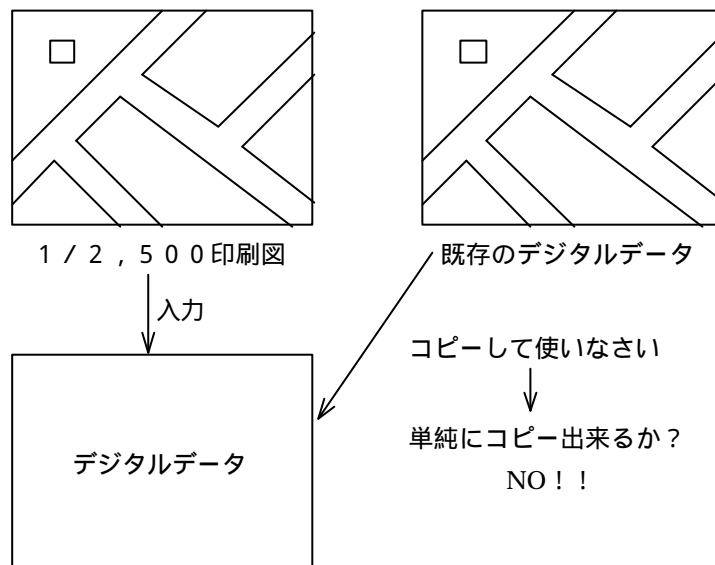 1/2,500印刷図
既存のデジタルデータ
入力
コピーして使いなさい
単純にコピー出来るか?
NO!!
デジタルデータ